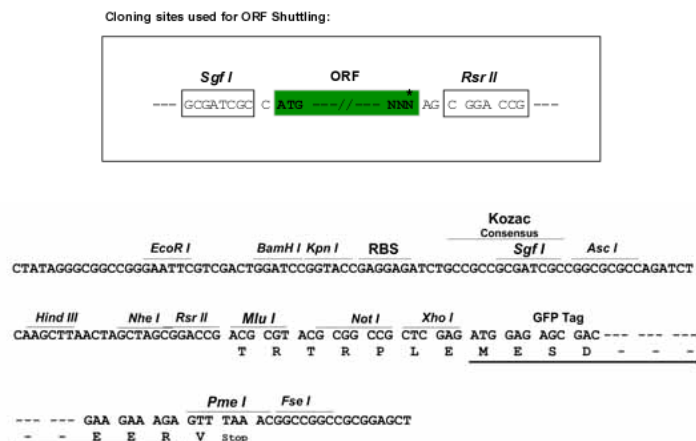 Cloning sites used for ORF Shuttling:
Sgf I ORF Rsr II
--- GCGATCGC C ATG ---//--- NNN* AG C GGA CCG ---
Kozac
Consensus
EcoR I BamH I Kpn I RBS Sgf I Asc I
CTATAGGGCGGCCGGGAATTCGTCGACTGGATCCGGTACCGAGGAGATCTGCCGCCGCGATCGCCGGCGCGCCAGATCT
Hind III Nhe I Rsr II Mlu I Not I Xho I GFP Tag
CAAGCTTAACTAGCTAGCGGACCG ACG CGT ACG CGG CCG CTC GAG ATG GAG AGC GAC--- --- ---
T R T R P L E M E S D - - -
Pme I Fse I
--- --- GAA GAA AGA GTT TAA ACGGCCGGCCGCGGAGCT
- - E E R V Stop